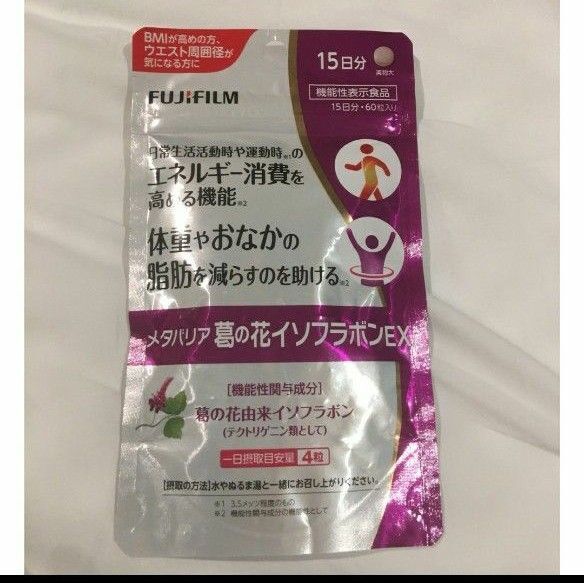 BMIが高めの方、
ウエスト周囲径が
気になる方に
15日分
実物大
FUJIFILM
機能性表示食品
15日分・60粒入り
日常生活活動時や運動時※1の
エネルギー消費を
高める機能※2
体重やおなかの
脂肪を減らすのを助ける※2
メタバリア 葛の花イソフラボンEX
[機能性関与成分]
葛の花由来イソフラボン
(テクトリゲニン類として)
一日摂取目安量 4粒
[摂取の方法]水やぬるま湯と一緒にお召し上がりください。
※1 3.5メッツ程度のもの
※2 機能性関与成分の機能性として